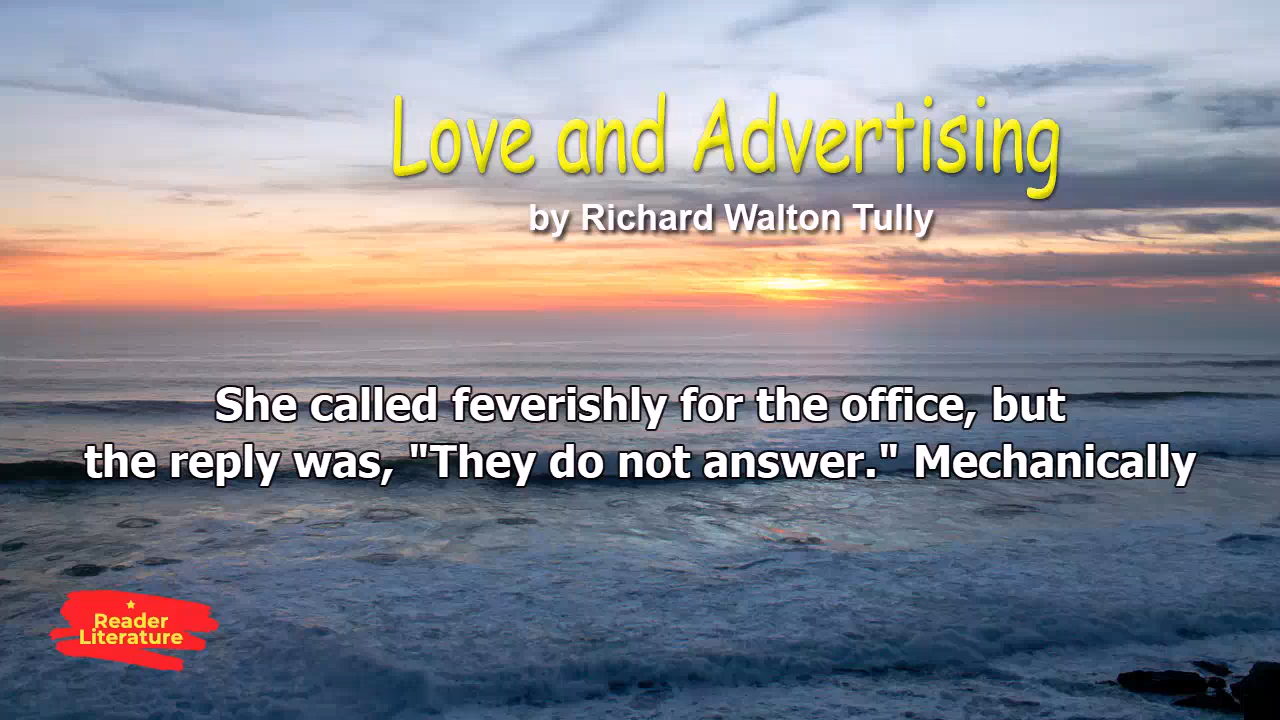 Love and Advertising
by Richard Walton Tully
She called feverishly for the office, but
the reply was, "They do not answer." Mechanically
Reader
Literature